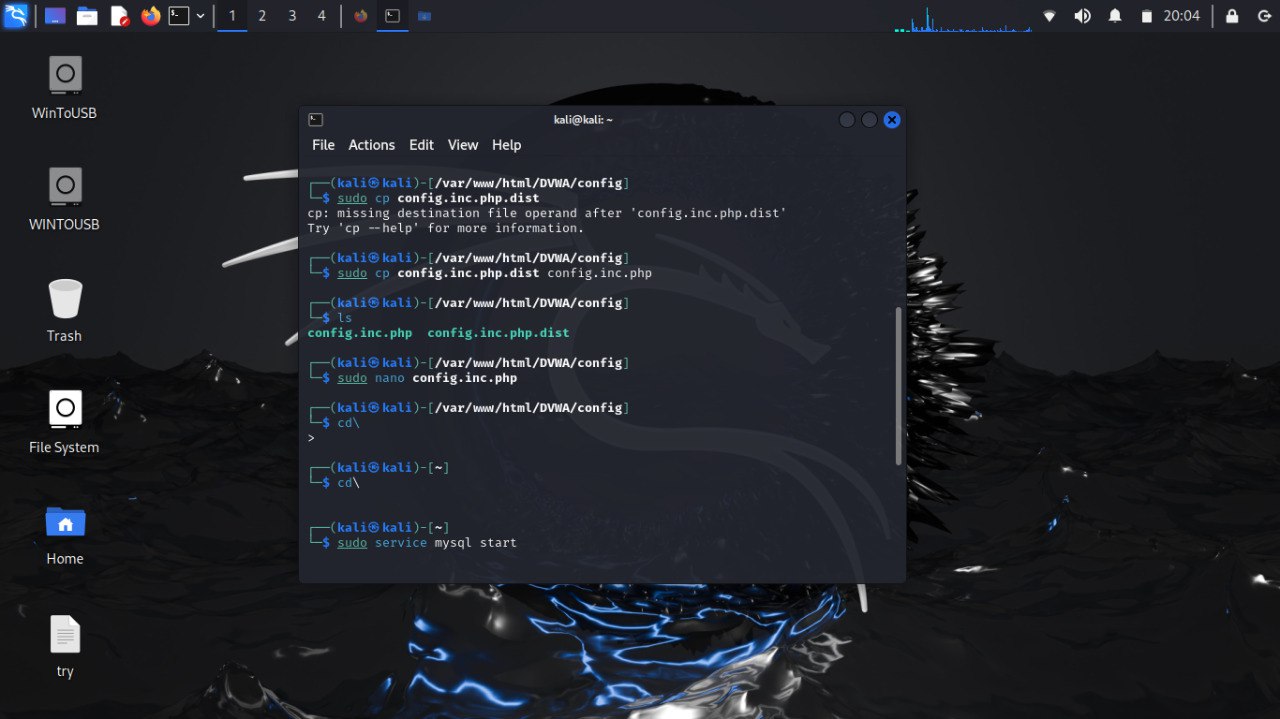 1 2 3 4
20:04
WinToUSB
WINTOUSB
Trash
File System
Home
try
kali@kali: ~
File Actions Edit View Help
┌──(kali㉿kali)-[/var/www/html/DVWA/config]
└─$ sudo cp config.inc.php.dist
cp: missing destination file operand after 'config.inc.php.dist'
Try 'cp --help' for more information.
┌──(kali㉿kali)-[/var/www/html/DVWA/config]
└─$ sudo cp config.inc.php.dist config.inc.php
┌──(kali㉿kali)-[/var/www/html/DVWA/config]
└─$ ls
config.inc.php config.inc.php.dist
┌──(kali㉿kali)-[/var/www/html/DVWA/config]
└─$ sudo nano config.inc.php
┌──(kali㉿kali)-[/var/www/html/DVWA/config]
└─$ cd\
>
┌──(kali㉿kali)-[~]
└─$ cd\
┌──(kali㉿kali)-[~]
└─$ sudo service mysql start